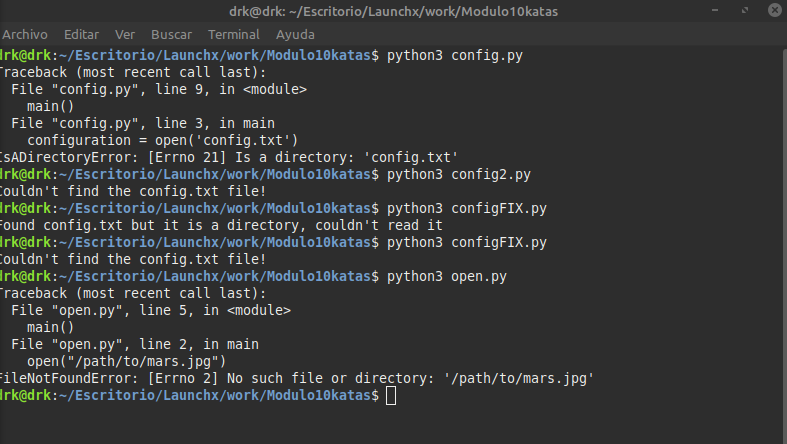 drk@drk: ~/Escritorio/Launchx/work/Modulo10katas
Archivo Editar Ver Buscar Terminal Ayuda
drk@drk:~/Escritorio/Launchx/work/Modulo10katas$ python3 config.py
Traceback (most recent call last):
  File "config.py", line 9, in <module>
    main()
  File "config.py", line 3, in main
    configuration = open('config.txt')
IsADirectoryError: [Errno 21] Is a directory: 'config.txt'
drk@drk:~/Escritorio/Launchx/work/Modulo10katas$ python3 config2.py
Couldn't find the config.txt file!
drk@drk:~/Escritorio/Launchx/work/Modulo10katas$ python3 configFIX.py
Found config.txt but it is a directory, couldn't read it
drk@drk:~/Escritorio/Launchx/work/Modulo10katas$ python3 configFIX.py
Couldn't find the config.txt file!
drk@drk:~/Escritorio/Launchx/work/Modulo10katas$ python3 open.py
Traceback (most recent call last):
  File "open.py", line 5, in <module>
    main()
  File "open.py", line 2, in main
    open("/path/to/mars.jpg")
FileNotFoundError: [Errno 2] No such file or directory: '/path/to/mars.jpg'
drk@drk:~/Escritorio/Launchx/work/Modulo10katas$